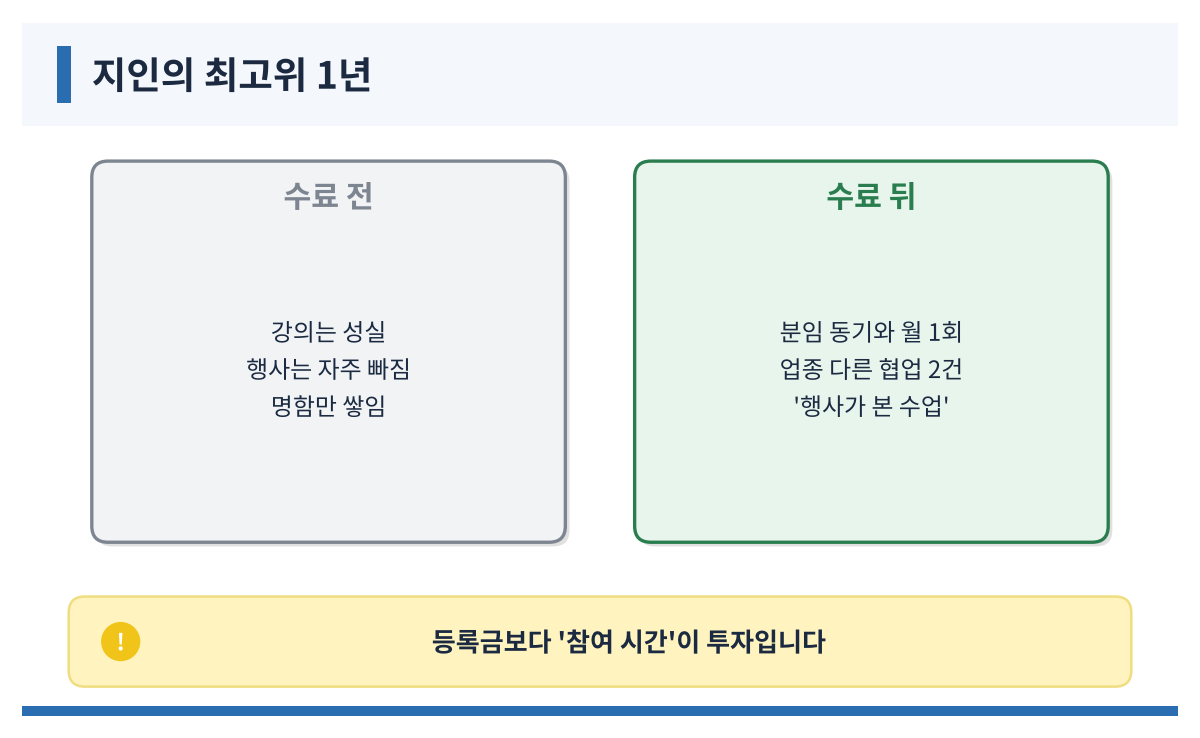 지인의 최고위 1년
수료 전
강의는 성실
행사는 자주 빠짐
명함만 쌓임
수료 뒤
분임 동기와 월 1회
업종 다른 협업 2건
'행사가 본 수업'
!
등록금보다 '참여 시간'이 투자입니다